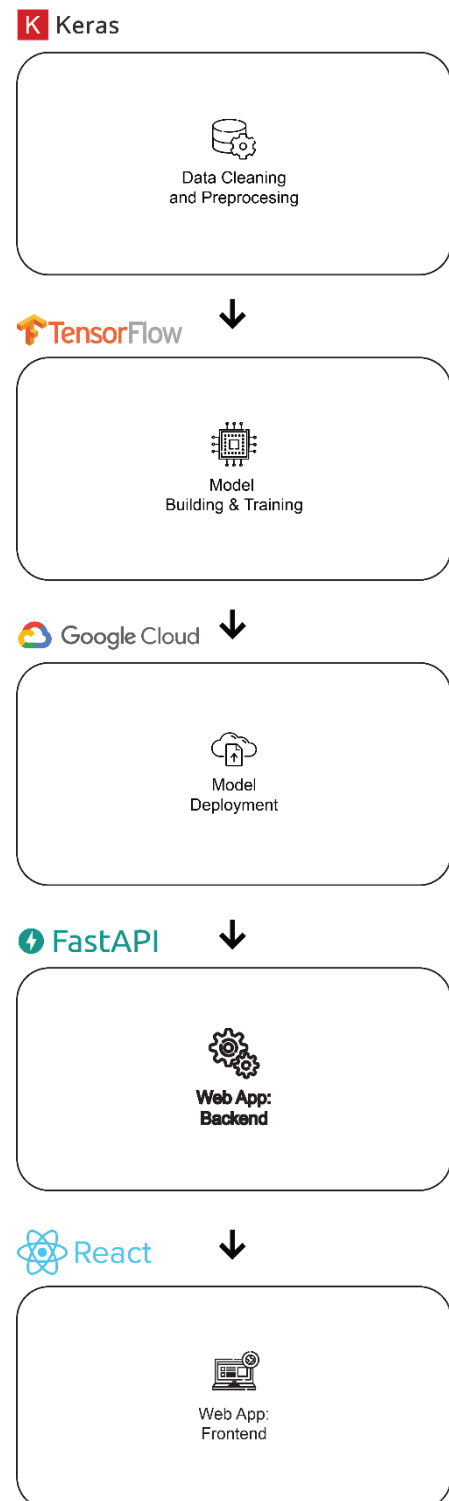 K Keras
Data Cleaning
and Preprocesing
TensorFlow
Model
Building & Training
Google Cloud
Model
Deployment
FastAPI
Web App:
Backend
React
Web App:
Frontend